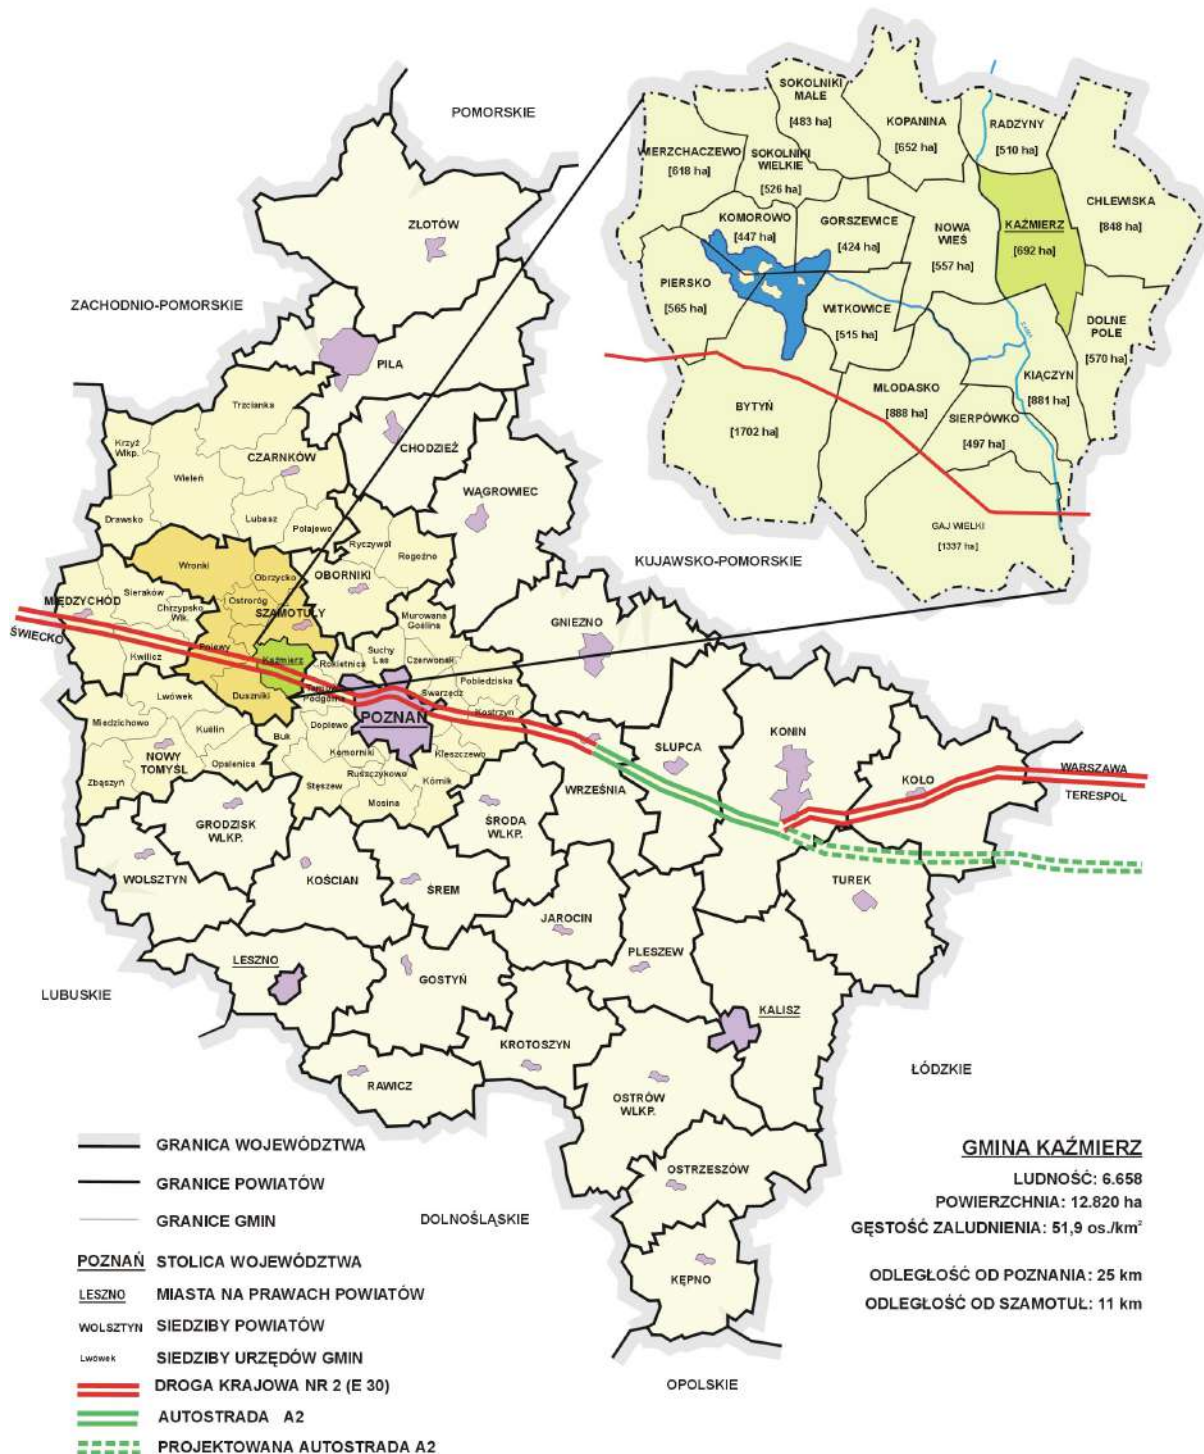 POMORSKIE
ZACHODNIO-POMORSKIE
KUJAWSKO-POMORSKIE
LUBUSKIE
ŁÓDZKIE
DOLNOŚLĄSKIE
OPOLSKIE
SOKOLNIKI
MAŁE
[483 ha]
KOPANINA
[652 ha]
RADZYNY
[510 ha]
WIERZCHACZEWO
[618 ha]
SOKOLNIKI
WIELKIE
[526 ha]
CHLEWISKA
[848 ha]
KOMOROWO
[447 ha]
GORSZEWICE
[424 ha]
NOWA
WIEŚ
[557 ha]
KAŹMIERZ
[692 ha]
PIERSKO
[565 ha]
WITKOWICE
[515 ha]
DOLNE
POLE
[570 ha]
KIĄCZYN
[881 ha]
BYTYŃ
[1702 ha]
MŁODASKO
[888 ha]
SIERPÓWKO
[497 ha]
GAJ WIELKI
[1337 ha]
ZŁOTÓW
PIŁA
Trzcianka
Krzyż
Wlkp.
CZARNKÓW
Wieleń
Lubasz
Drawsko
Połajewo
CHODZIEŻ
WĄGROWIEC
Ryczywół
Rogoźno
OBORNIKI
Wronki
Obrzycko
Ostroróg
SZAMOTUŁY
MIĘDZYCHÓD
Sieraków
Chrzypsko
Wlk.
Kwilcz
Pniewy
Kaźmierz
Duszniki
ŚWIECKO
Murowana
Goślina
Suchy
Las
Czerwonak
Rokietnica
Pobiedziska
Swarzędz
Kostrzyn
Tarnowo
Podgórne
POZNAŃ
Dopiewo
Buk
Komorniki
Kleszczewo
Stęszew
Ruszczykowo
Kórnik
Mosina
Lwówek
Miedzichowo
Kuślin
NOWY
TOMYŚL
Opalenica
Zbąszyń
GNIEZNO
SŁUPCA
KONIN
KOŁO
WARSZAWA
TERESPOL
WRZEŚNIA
ŚRODA
WLKP.
GRODZISK
WLKP.
WOLSZTYN
KOŚCIAN
ŚREM
JAROCIN
TUREK
PLESZEW
LESZNO
GOSTYŃ
KALISZ
KROTOSZYN
RAWICZ
OSTRÓW
WLKP.
OSTRZESZÓW
KĘPNO
GRANICA WOJEWÓDZTWA
GRANICE POWIATÓW
GRANICE GMIN
POZNAŃ STOLICA WOJEWÓDZTWA
LESZNO MIASTA NA PRAWACH POWIATÓW
WOLSZTYN SIEDZIBY POWIATÓW
Lwówek SIEDZIBY URZĘDÓW GMIN
DROGA KRAJOWA NR 2 (E 30)
AUTOSTRADA A2
PROJEKTOWANA AUTOSTRADA A2
GMINA KAŹMIERZ
LUDNOŚĆ: 6.658
POWIERZCHNIA: 12.820 ha
GĘSTOŚĆ ZALUDNIENIA: 51,9 os./km²
ODLEGŁOŚĆ OD POZNANIA: 25 km
ODLEGŁOŚĆ OD SZAMOTUŁ: 11 km